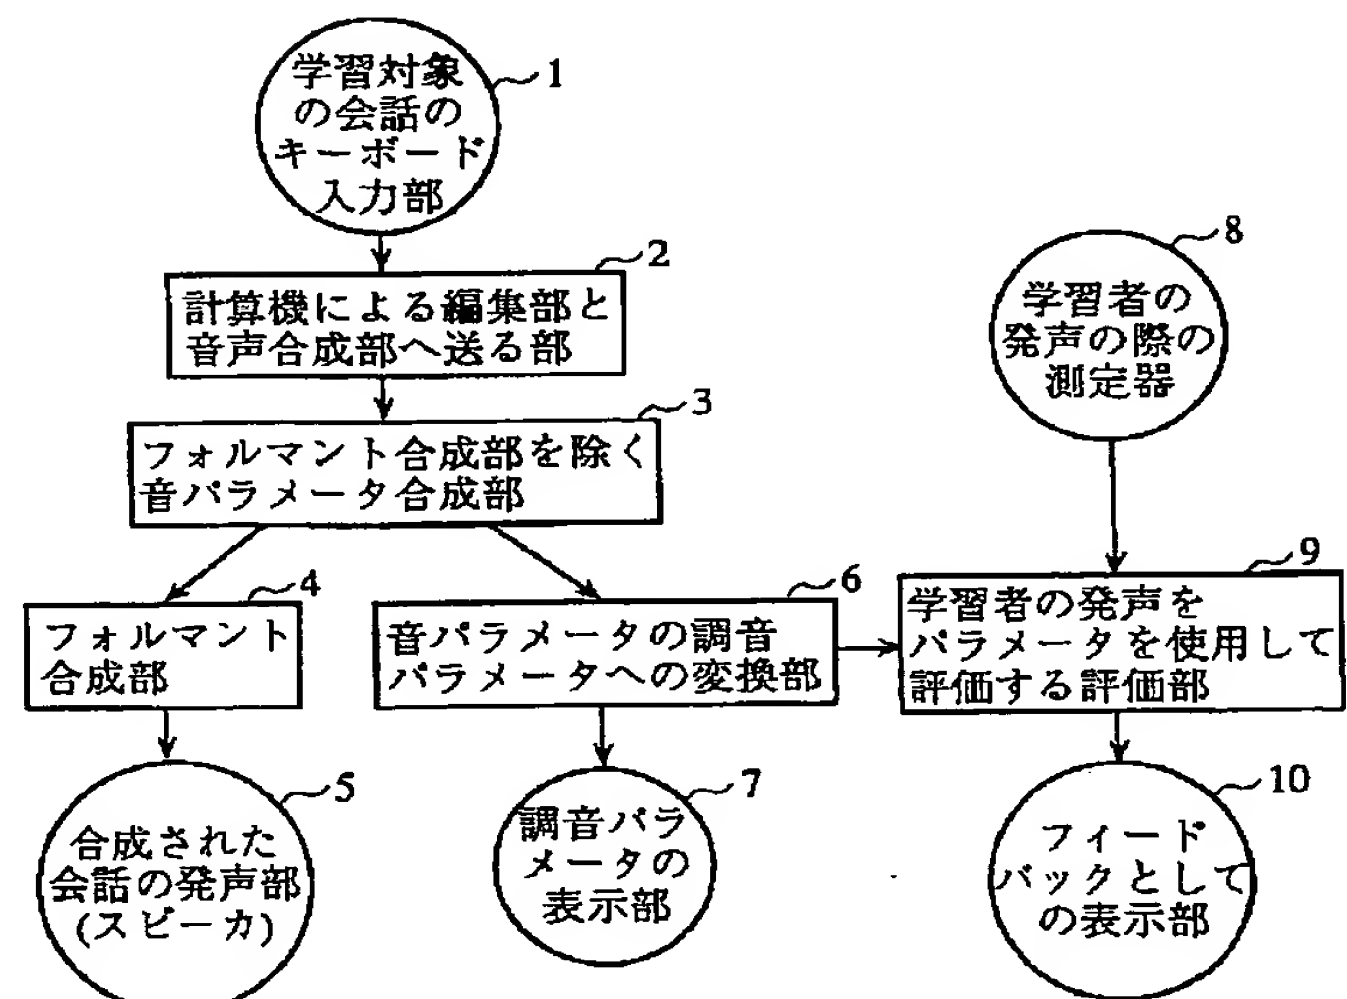 学習対象
の会話の
キーボード
入力部
1
計算機による編集部と
音声合成部へ送る部
2
フォルマント合成部を除く
音パラメータ合成部
3
フォルマント
合成部
4
合成された
会話の発声部
(スピーカ)
5
音パラメータの調音
パラメータへの変換部
6
調音パラ
メータの
表示部
7
学習者の
発声の際の
測定器
8
学習者の発声を
パラメータを使用して
評価する評価部
9
フィード
バックとして
の表示部
10